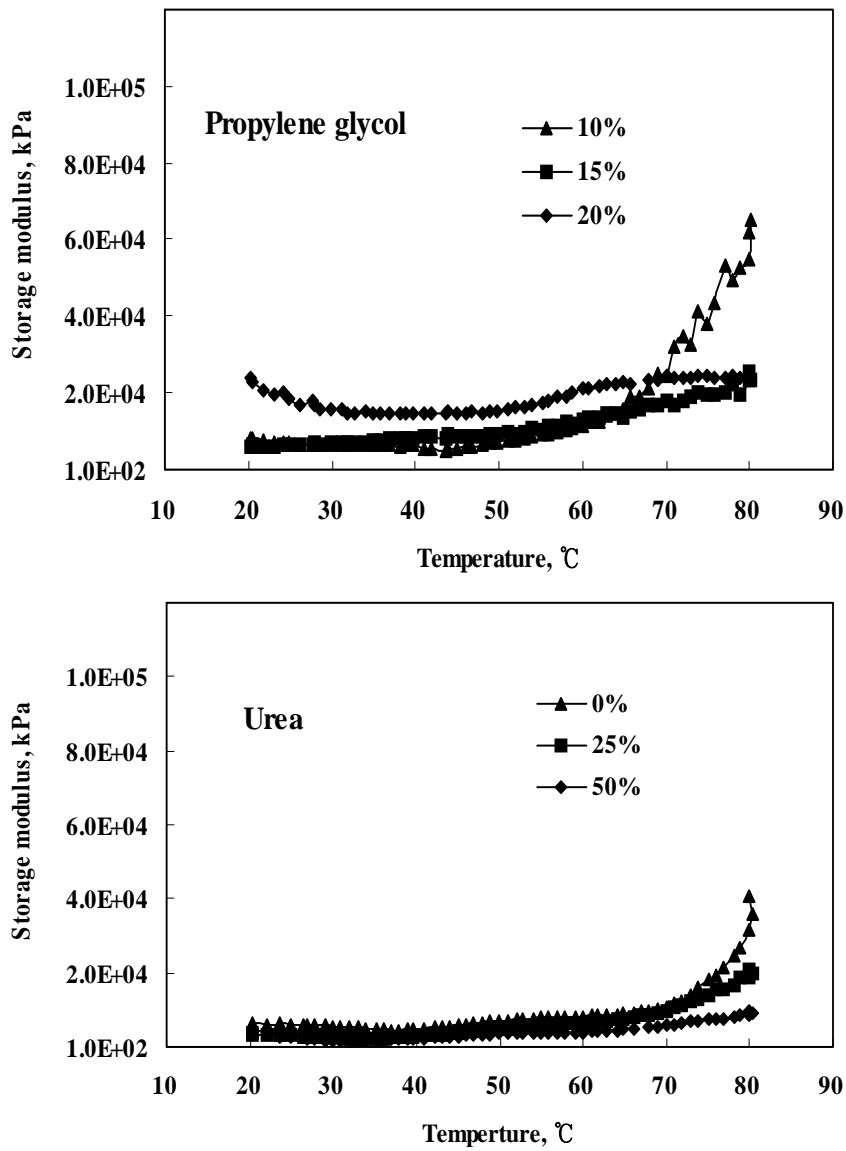 1.0E+05
Propylene glycol
10%
15%
20%
8.0E+04
6.0E+04
4.0E+04
2.0E+04
1.0E+02
Storage modulus, kPa
10 20 30 40 50 60 70 80 90
Temperature, ℃
1.0E+05
Urea
0%
25%
50%
8.0E+04
6.0E+04
4.0E+04
2.0E+04
1.0E+02
Storage modulus, kPa
10 20 30 40 50 60 70 80 90
Temperture, ℃